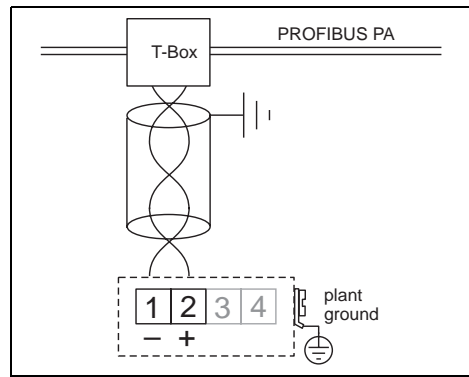 PROFIBUS PA
T-Box
1 2 3 4
− +
plant
ground